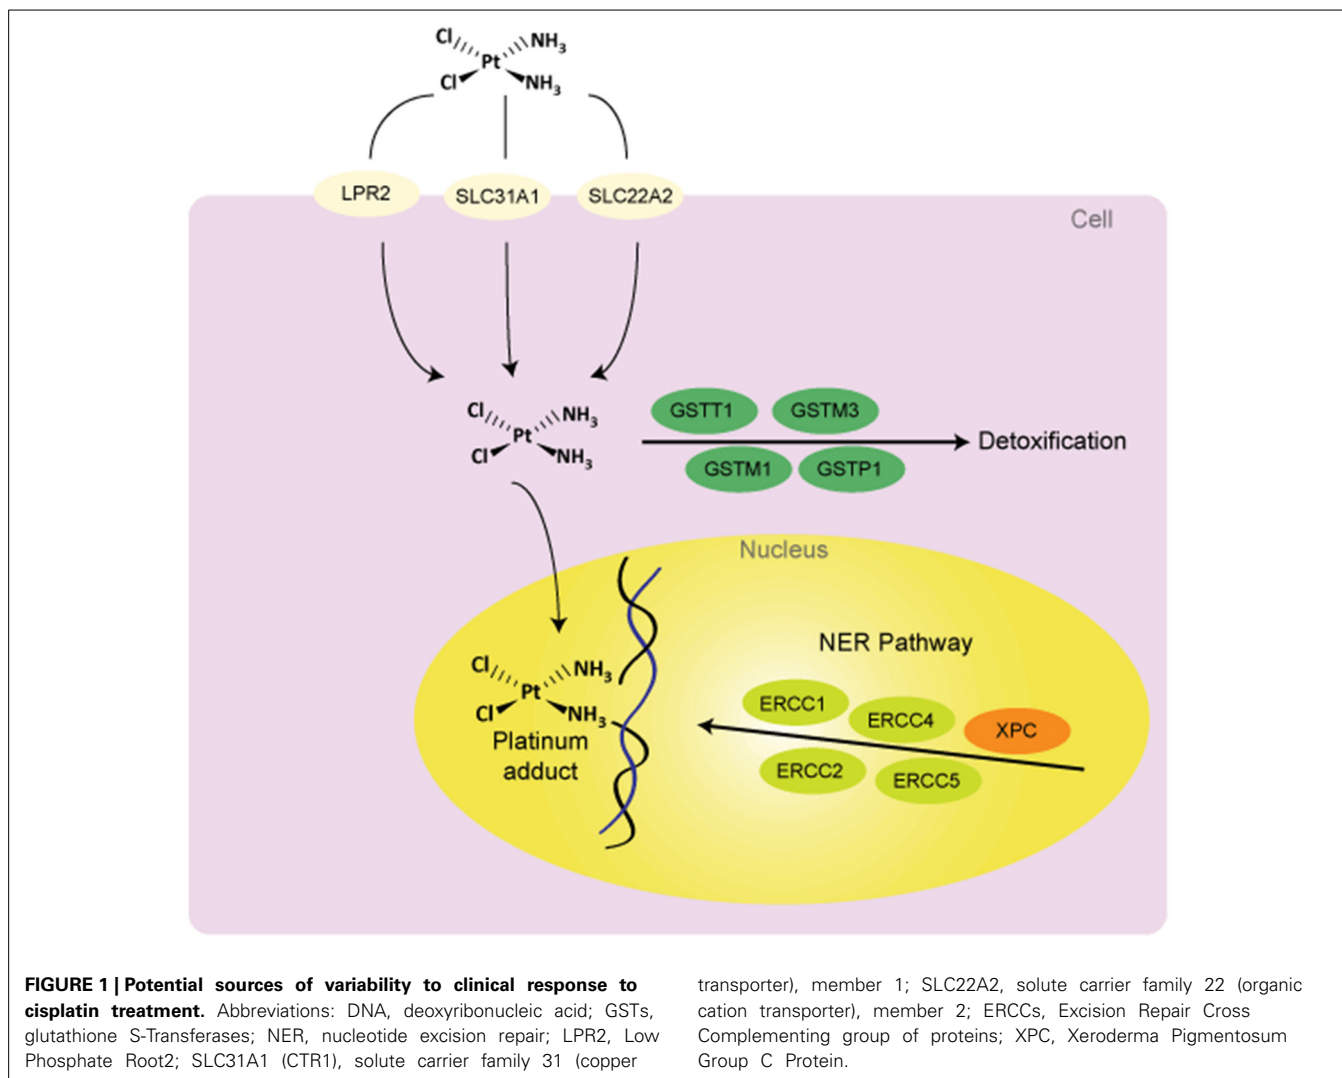 Cl
NH3
Pt
Cl
NH3
LPR2
SLC31A1
SLC22A2
Cell
Cl
NH3
Pt
Cl
NH3
GSTT1
GSTM3
Detoxification
GSTM1
GSTP1
Nucleus
NER Pathway
Cl
NH3
Pt
Cl
NH3
Platinum
adduct
ERCC1
ERCC4
XPC
ERCC2
ERCC5
FIGURE 1 | Potential sources of variability to clinical response to
cisplatin treatment. Abbreviations: DNA, deoxyribonucleic acid; GSTs,
glutathione S-Transferases; NER, nucleotide excision repair; LPR2, Low
Phosphate Root2; SLC31A1 (CTR1), solute carrier family 31 (copper
transporter), member 1; SLC22A2, solute carrier family 22 (organic
cation transporter), member 2; ERCCs, Excision Repair Cross
Complementing group of proteins; XPC, Xeroderma Pigmentosum
Group C Protein.